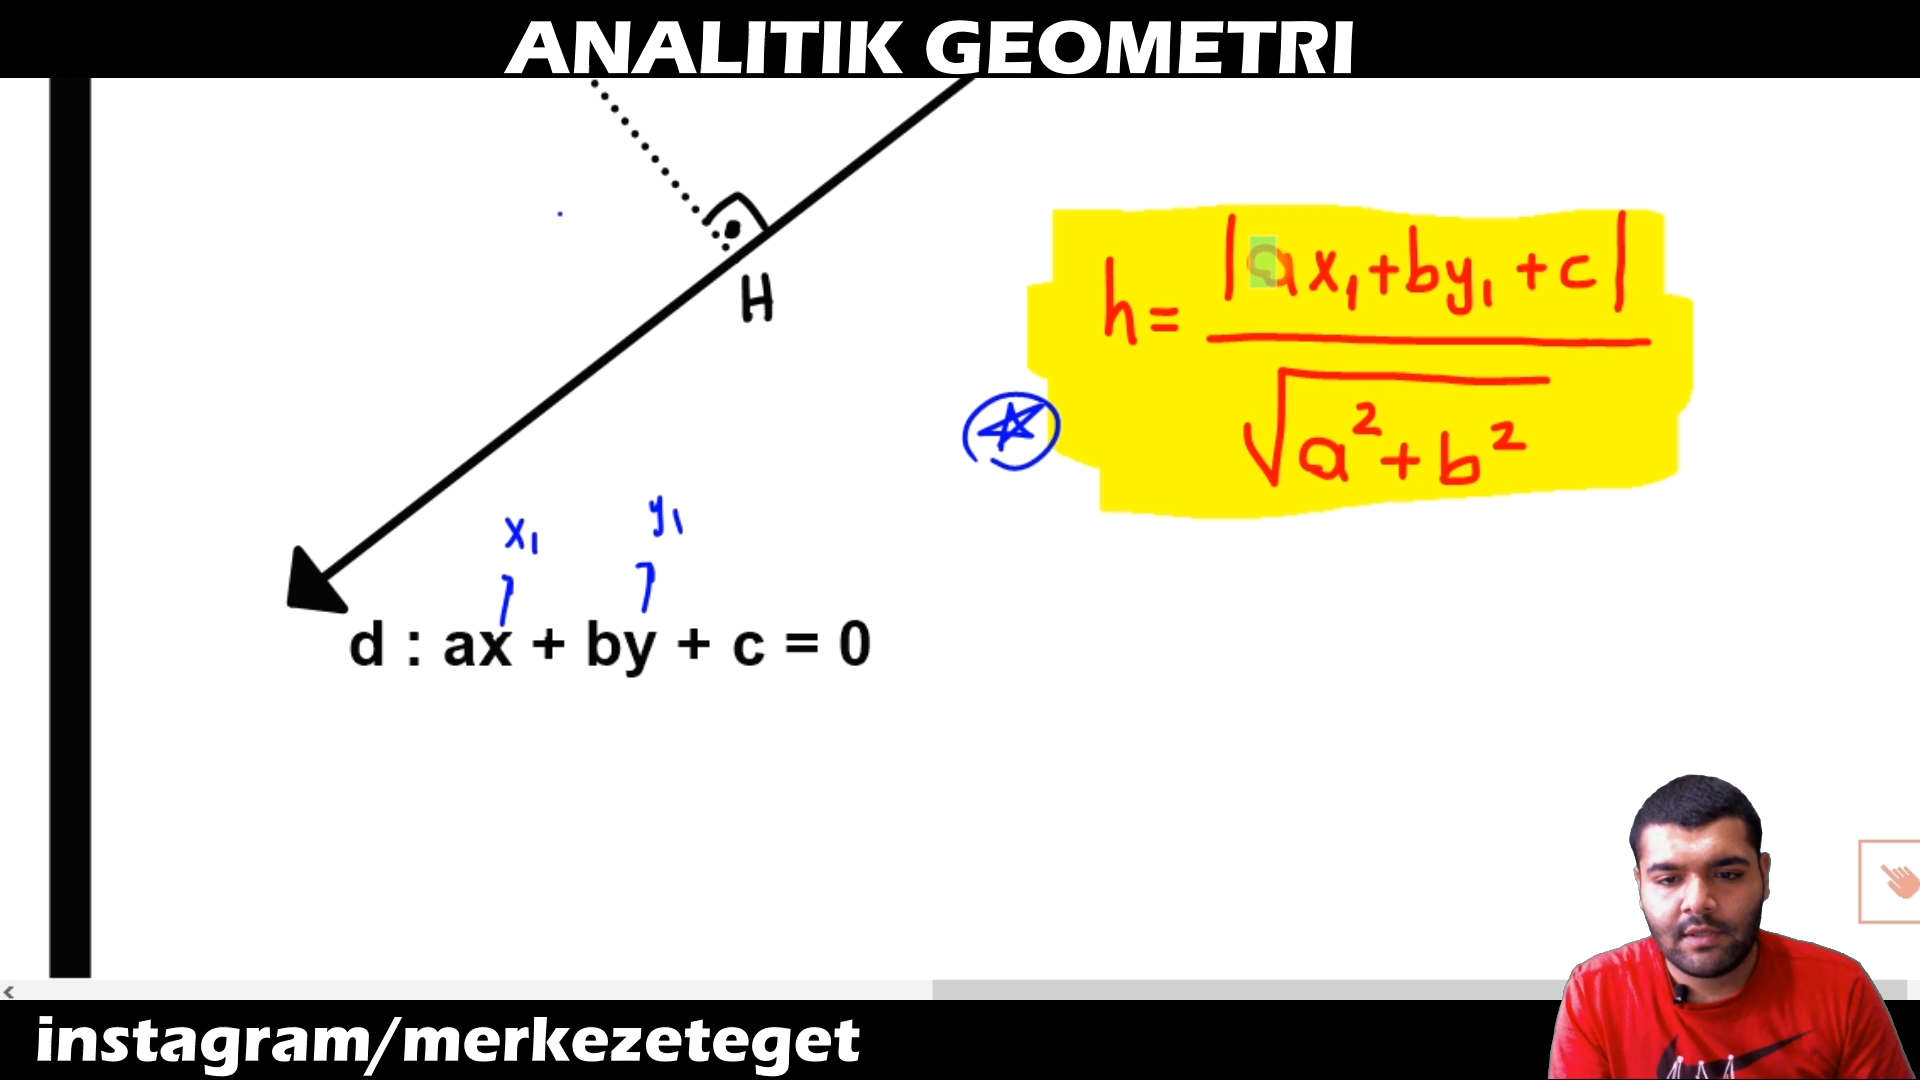 ANALITIK GEOMETRI
H
h = |ax₁+by₁+c|
√a²+b²
x₁ y₁
d : ax + by + c = 0
instagram/merkezeteget